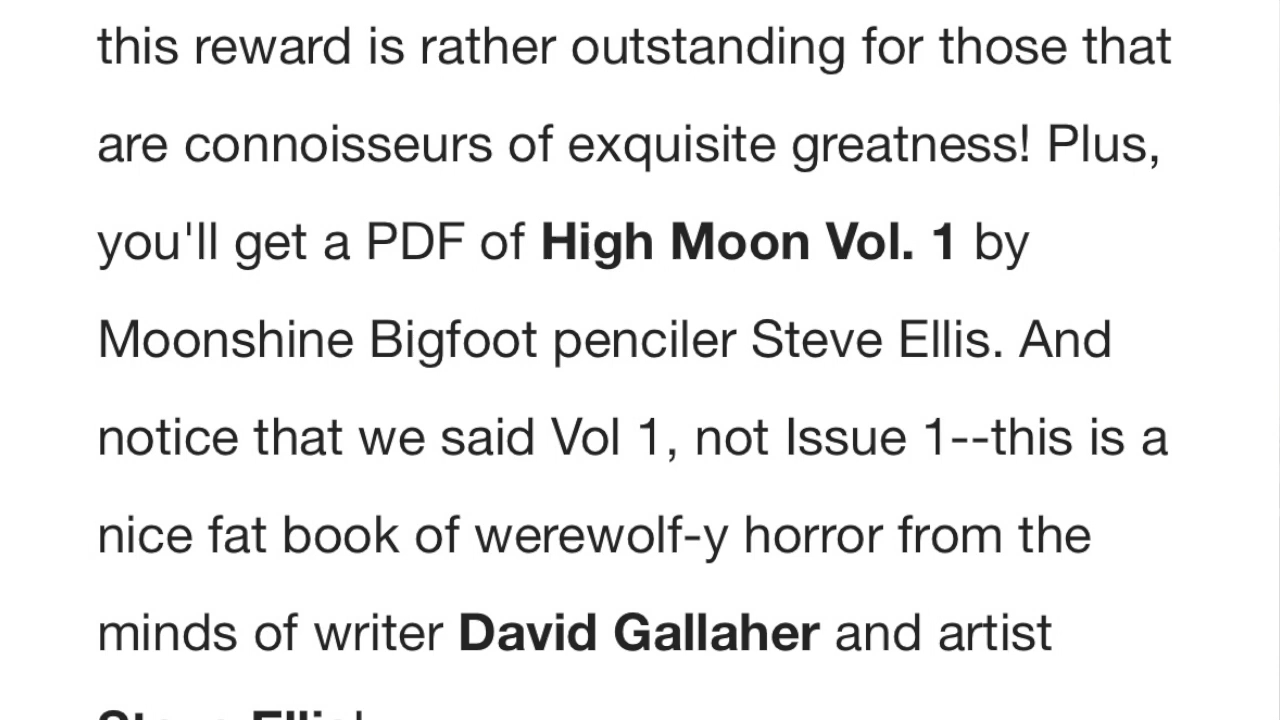 this reward is rather outstanding for those that
are connoisseurs of exquisite greatness! Plus,
you'll get a PDF of High Moon Vol. 1 by
Moonshine Bigfoot penciler Steve Ellis. And
notice that we said Vol 1, not Issue 1--this is a
nice fat book of werewolf-y horror from the
minds of writer David Gallaher and artist
Steve Ellis!